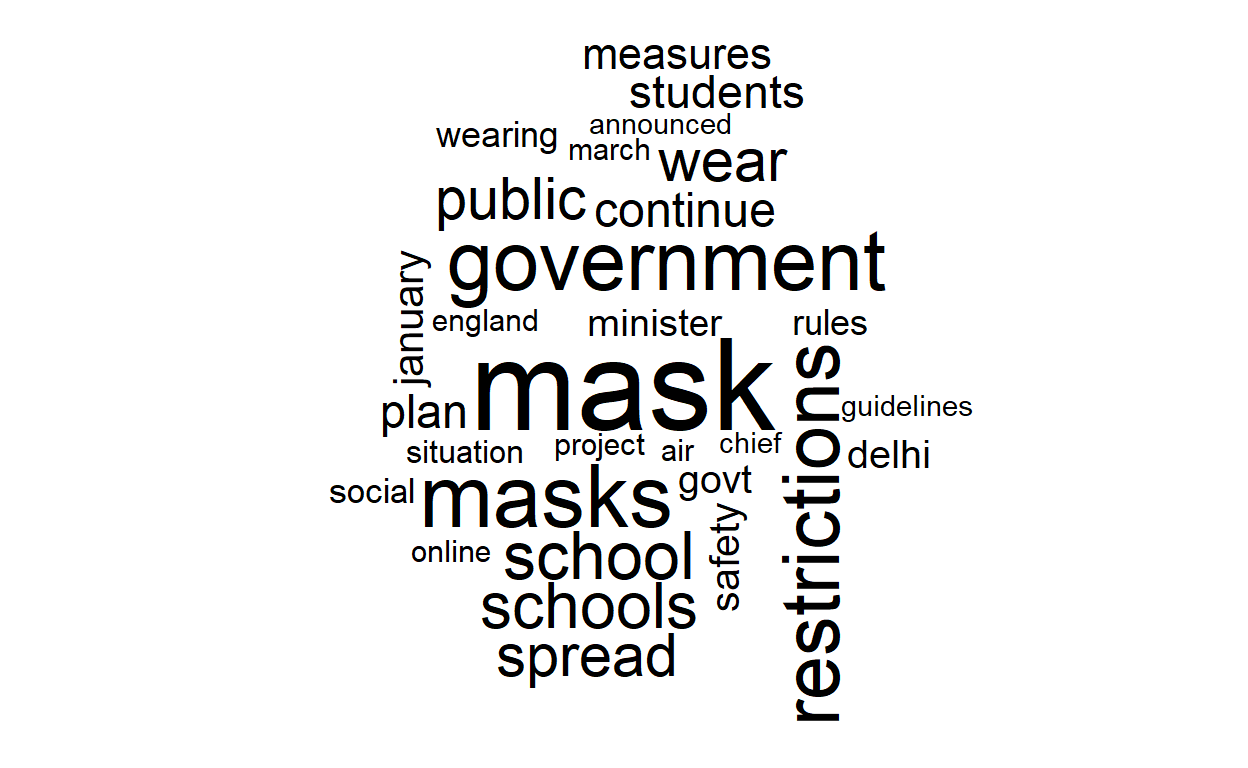 measures
students
announced
wearing
march
wear
public
continue
government
january
england
minister
rules
mask
restrictions
plan
guidelines
situation
project
air
chief
delhi
social
masks
govt
safety
online
school
schools
spread